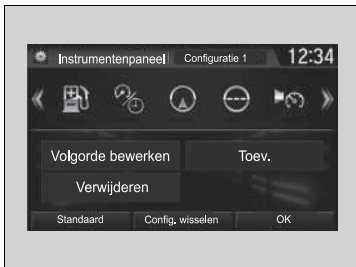 Instrumentenpaneel Configuratie 1 12:34
Volgorde bewerken Toev.
Verwijderen
Standaard Config. wisselen OK